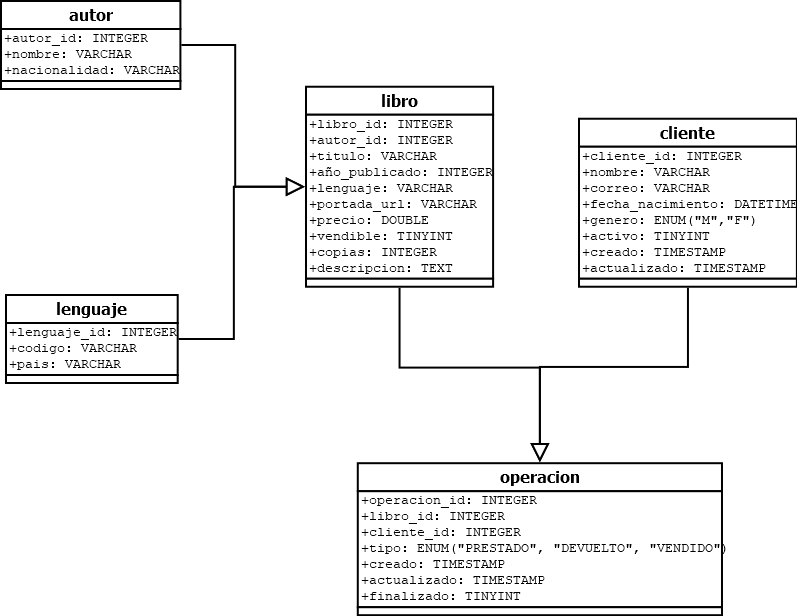 autor
+autor_id: INTEGER
+nombre: VARCHAR
+nacionalidad: VARCHAR
libro
+libro_id: INTEGER
+autor_id: INTEGER
+titulo: VARCHAR
+año_publicado: INTEGER
+lenguaje: VARCHAR
+portada_url: VARCHAR
+precio: DOUBLE
+vendible: TINYINT
+copias: INTEGER
+descripcion: TEXT
cliente
+cliente_id: INTEGER
+nombre: VARCHAR
+correo: VARCHAR
+fecha_nacimiento: DATETIME
+genero: ENUM("M","F")
+activo: TINYINT
+creado: TIMESTAMP
+actualizado: TIMESTAMP
lenguaje
+lenguaje_id: INTEGER
+codigo: VARCHAR
+pais: VARCHAR
operacion
+operacion_id: INTEGER
+libro_id: INTEGER
+cliente_id: INTEGER
+tipo: ENUM("PRESTADO", "DEVUELTO", "VENDIDO")
+creado: TIMESTAMP
+actualizado: TIMESTAMP
+finalizado: TINYINT